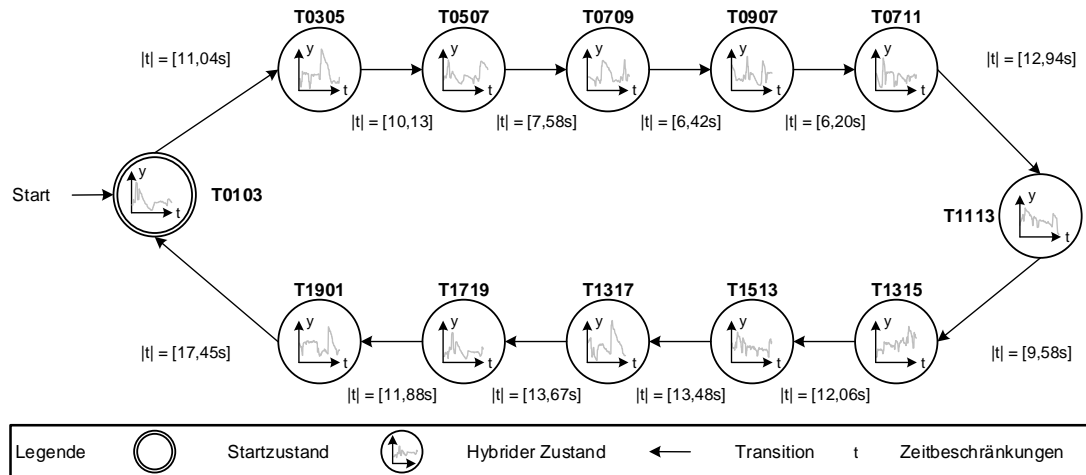 T0305 T0507 T0709 T0907 T0711
y y y y y
|t| = [11,04s] |t| = [12,94s]
t t t t t
|t| = [10,13] |t| = [7,58s] |t| = [6,42s] |t| = [6,20s]
y y
Start T0103 T1113
t t
T1901 T1719 T1317 T1513 T1315
y y y y y
|t| = [17,45s] |t| = [9,58s]
t t t t t
|t| = [11,88s] |t| = [13,67s] |t| = [13,48s] |t| = [12,06s]
Legende Startzustand Hybrider Zustand Transition t Zeitbeschränkungen